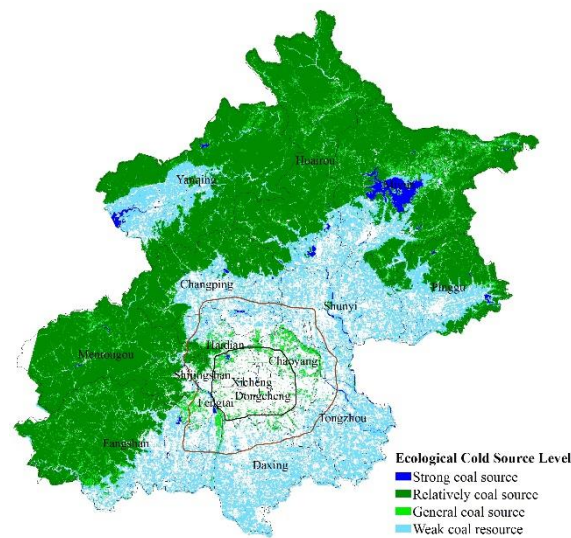 Huairou
Yanqing
Changping
Pinggu
Shunyi
Mentougou
Haidian
Chaoyang
Shijingshan
Xicheng
Dongcheng
Fengtai
Tongzhou
Fangshan
Daxing
Ecological Cold Source Level
Strong coal source
Relatively coal source
General coal source
Weak coal resource